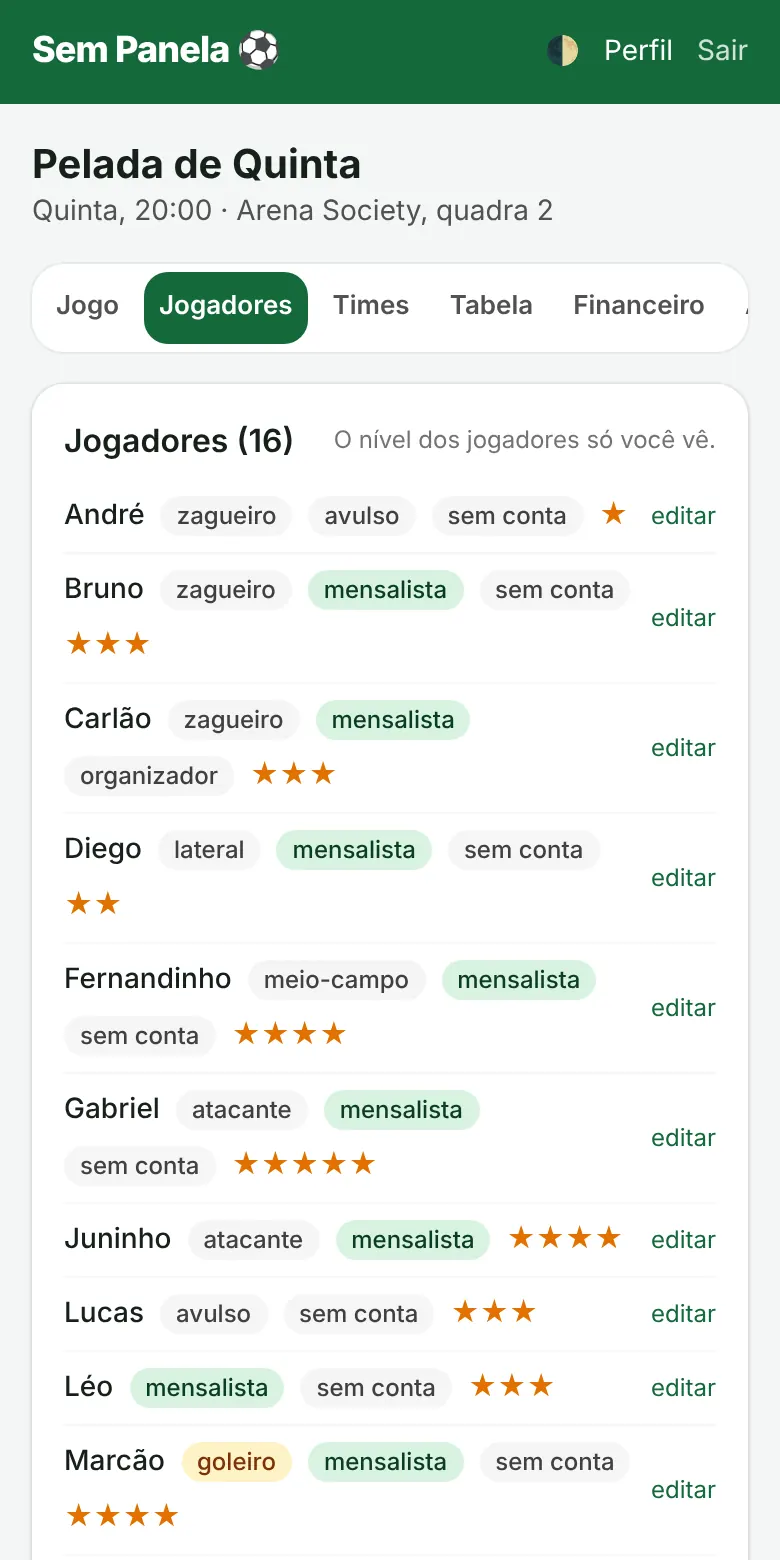 Sem Panela ⚽ Perfil Sair
Pelada de Quinta
Quinta, 20:00 · Arena Society, quadra 2
Jogo Jogadores Times Tabela Financeiro
Jogadores (16) O nível dos jogadores só você vê.
André zagueiro avulso sem conta ★ editar
Bruno zagueiro mensalista sem conta
★★★ editar
Carlão zagueiro mensalista
organizador ★★★ editar
Diego lateral mensalista sem conta
★★ editar
Fernandinho meio-campo mensalista
sem conta ★★★★ editar
Gabriel atacante mensalista
sem conta ★★★★★ editar
Juninho atacante mensalista ★★★★ editar
Lucas avulso sem conta ★★★ editar
Léo mensalista sem conta ★★★ editar
Marcão goleiro mensalista sem conta
★★★★ editar